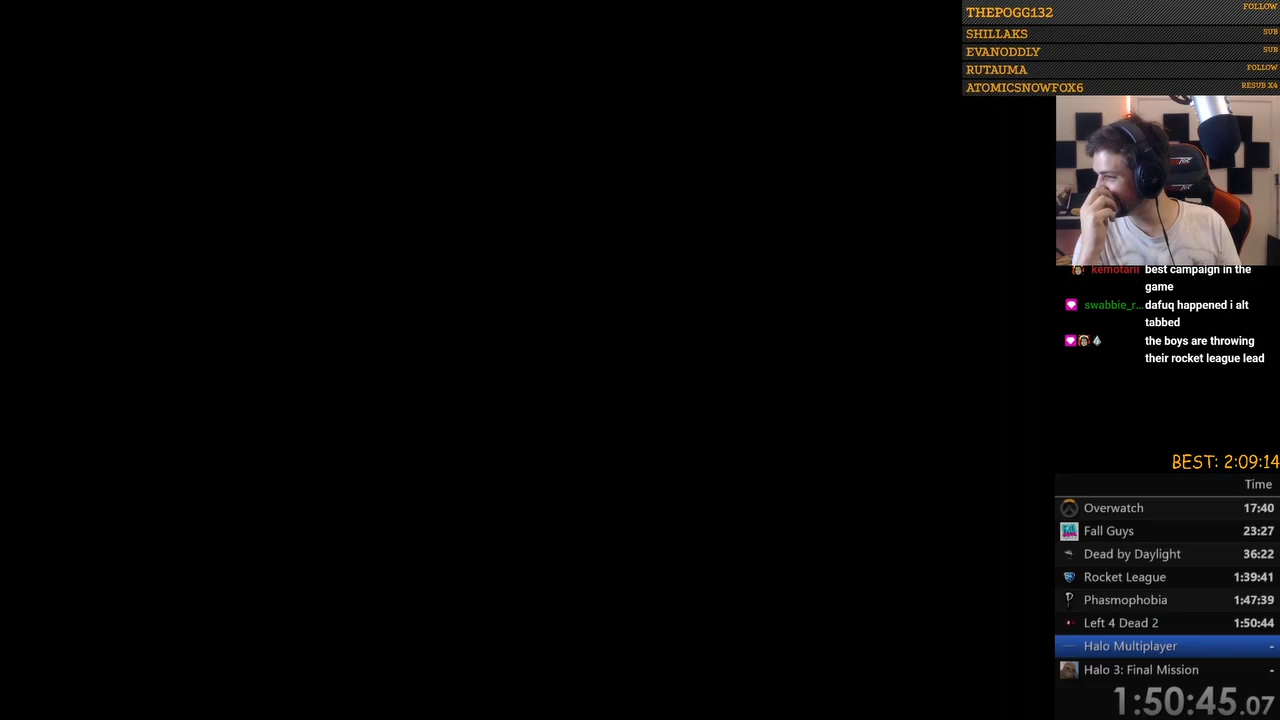 THEPOGG132 FOLLOW
SHILLAKS SUB
EVANODDLY SUB
RUTAUMA FOLLOW
ATOMICSNOWFOX6 RESUB X4
kemotarii best campaign in the
game
swabbie_r... dafuq happened i alt
tabbed
the boys are throwing
their rocket league lead
BEST: 2:09:14
Time
Overwatch 17:40
Fall Guys 23:27
Dead by Daylight 36:22
Rocket League 1:39:41
Phasmophobia 1:47:39
Left 4 Dead 2 1:50:44
Halo Multiplayer -
Halo 3: Final Mission -
1:50:45.07